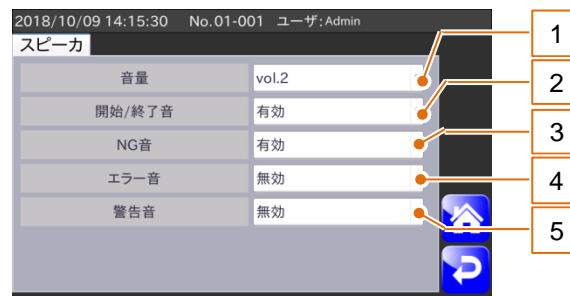 2018/10/09 14:15:30 No.01-001 ユーザ:Admin
スピーカ
音量 vol.2
開始/終了音 有効
NG音 有効
エラー音 無効
警告音 無効
1
2
3
4
5